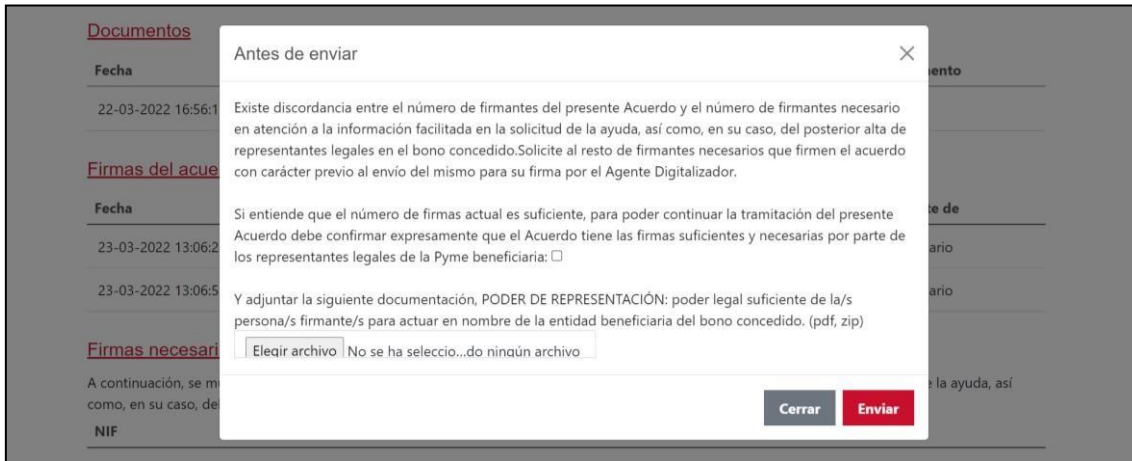 Documentos
Antes de enviar
Fecha
22-03-2022 16:56:1
Existe discordancia entre el número de firmantes del presente Acuerdo y el número de firmantes necesario
en atención a la información facilitada en la solicitud de la ayuda, así como, en su caso, del posterior alta de
representantes legales en el bono concedido.Solicite al resto de firmantes necesarios que firmen el acuerdo
con carácter previo al envío del mismo para su firma por el Agente Digitalizador.
Si entiende que el número de firmas actual es suficiente, para poder continuar la tramitación del presente
Acuerdo debe confirmar expresamente que el Acuerdo tiene las firmas suficientes y necesarias por parte de
los representantes legales de la Pyme beneficiaria:
Y adjuntar la siguiente documentación, PODER DE REPRESENTACIÓN: poder legal suficiente de la/s
persona/s firmante/s para actuar en nombre de la entidad beneficiaria del bono concedido. (pdf, zip)
Elegir archivo No se ha seleccio...do ningún archivo
Cerrar Enviar
Firmas del acue
Fecha
23-03-2022 13:06:2
23-03-2022 13:06:5
Firmas necesari
A continuación, se m
e la ayuda, así
como, en su caso, de
NIF